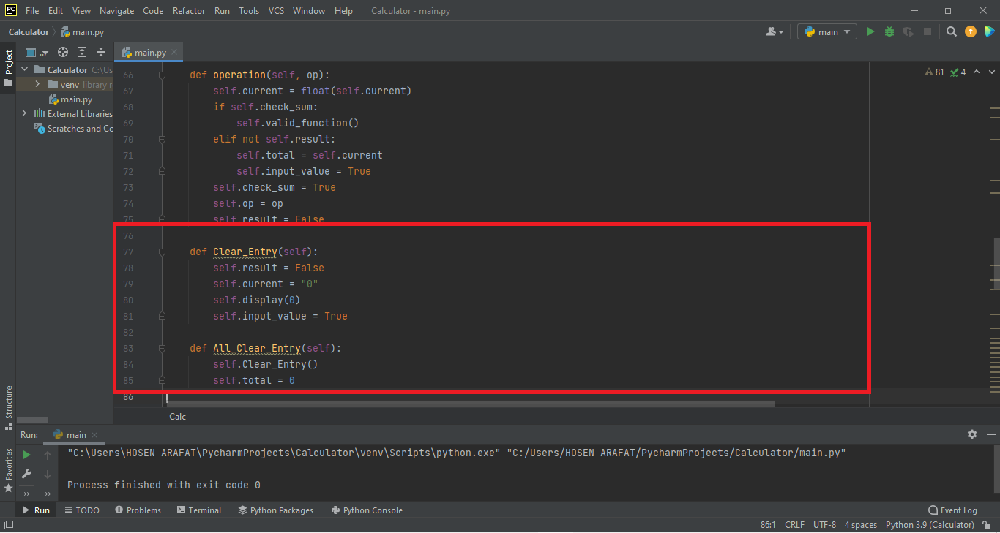 PC File Edit View Navigate Code Refactor Run Tools VCS Window Help Calculator - main.py
Calculator main.py main
Project
main.py
Calculator C:\Us
venv library r
main.py
External Libraries
Scratches and Co
81 4
66 def operation(self, op):
67 self.current = float(self.current)
68 if self.check_sum:
69 self.valid_function()
70 elif not self.result:
71 self.total = self.current
72 self.input_value = True
73 self.check_sum = True
74 self.op = op
75 self.result = False
76
77 def Clear_Entry(self):
78 self.result = False
79 self.current = "0"
80 self.display(0)
81 self.input_value = True
82
83 def All_Clear_Entry(self):
84 self.Clear_Entry()
85 self.total = 0
86
Calc
Structure
Favorites
Run: main
"C:\Users\HOSEN ARAFAT\PycharmProjects\Calculator\venv\Scripts\python.exe" "C:/Users/HOSEN ARAFAT/PycharmProjects/Calculator/main.py"
Process finished with exit code 0
Run TODO Problems Terminal Python Packages Python Console Event Log
86:1 CRLF UTF-8 4 spaces Python 3.9 (Calculator)